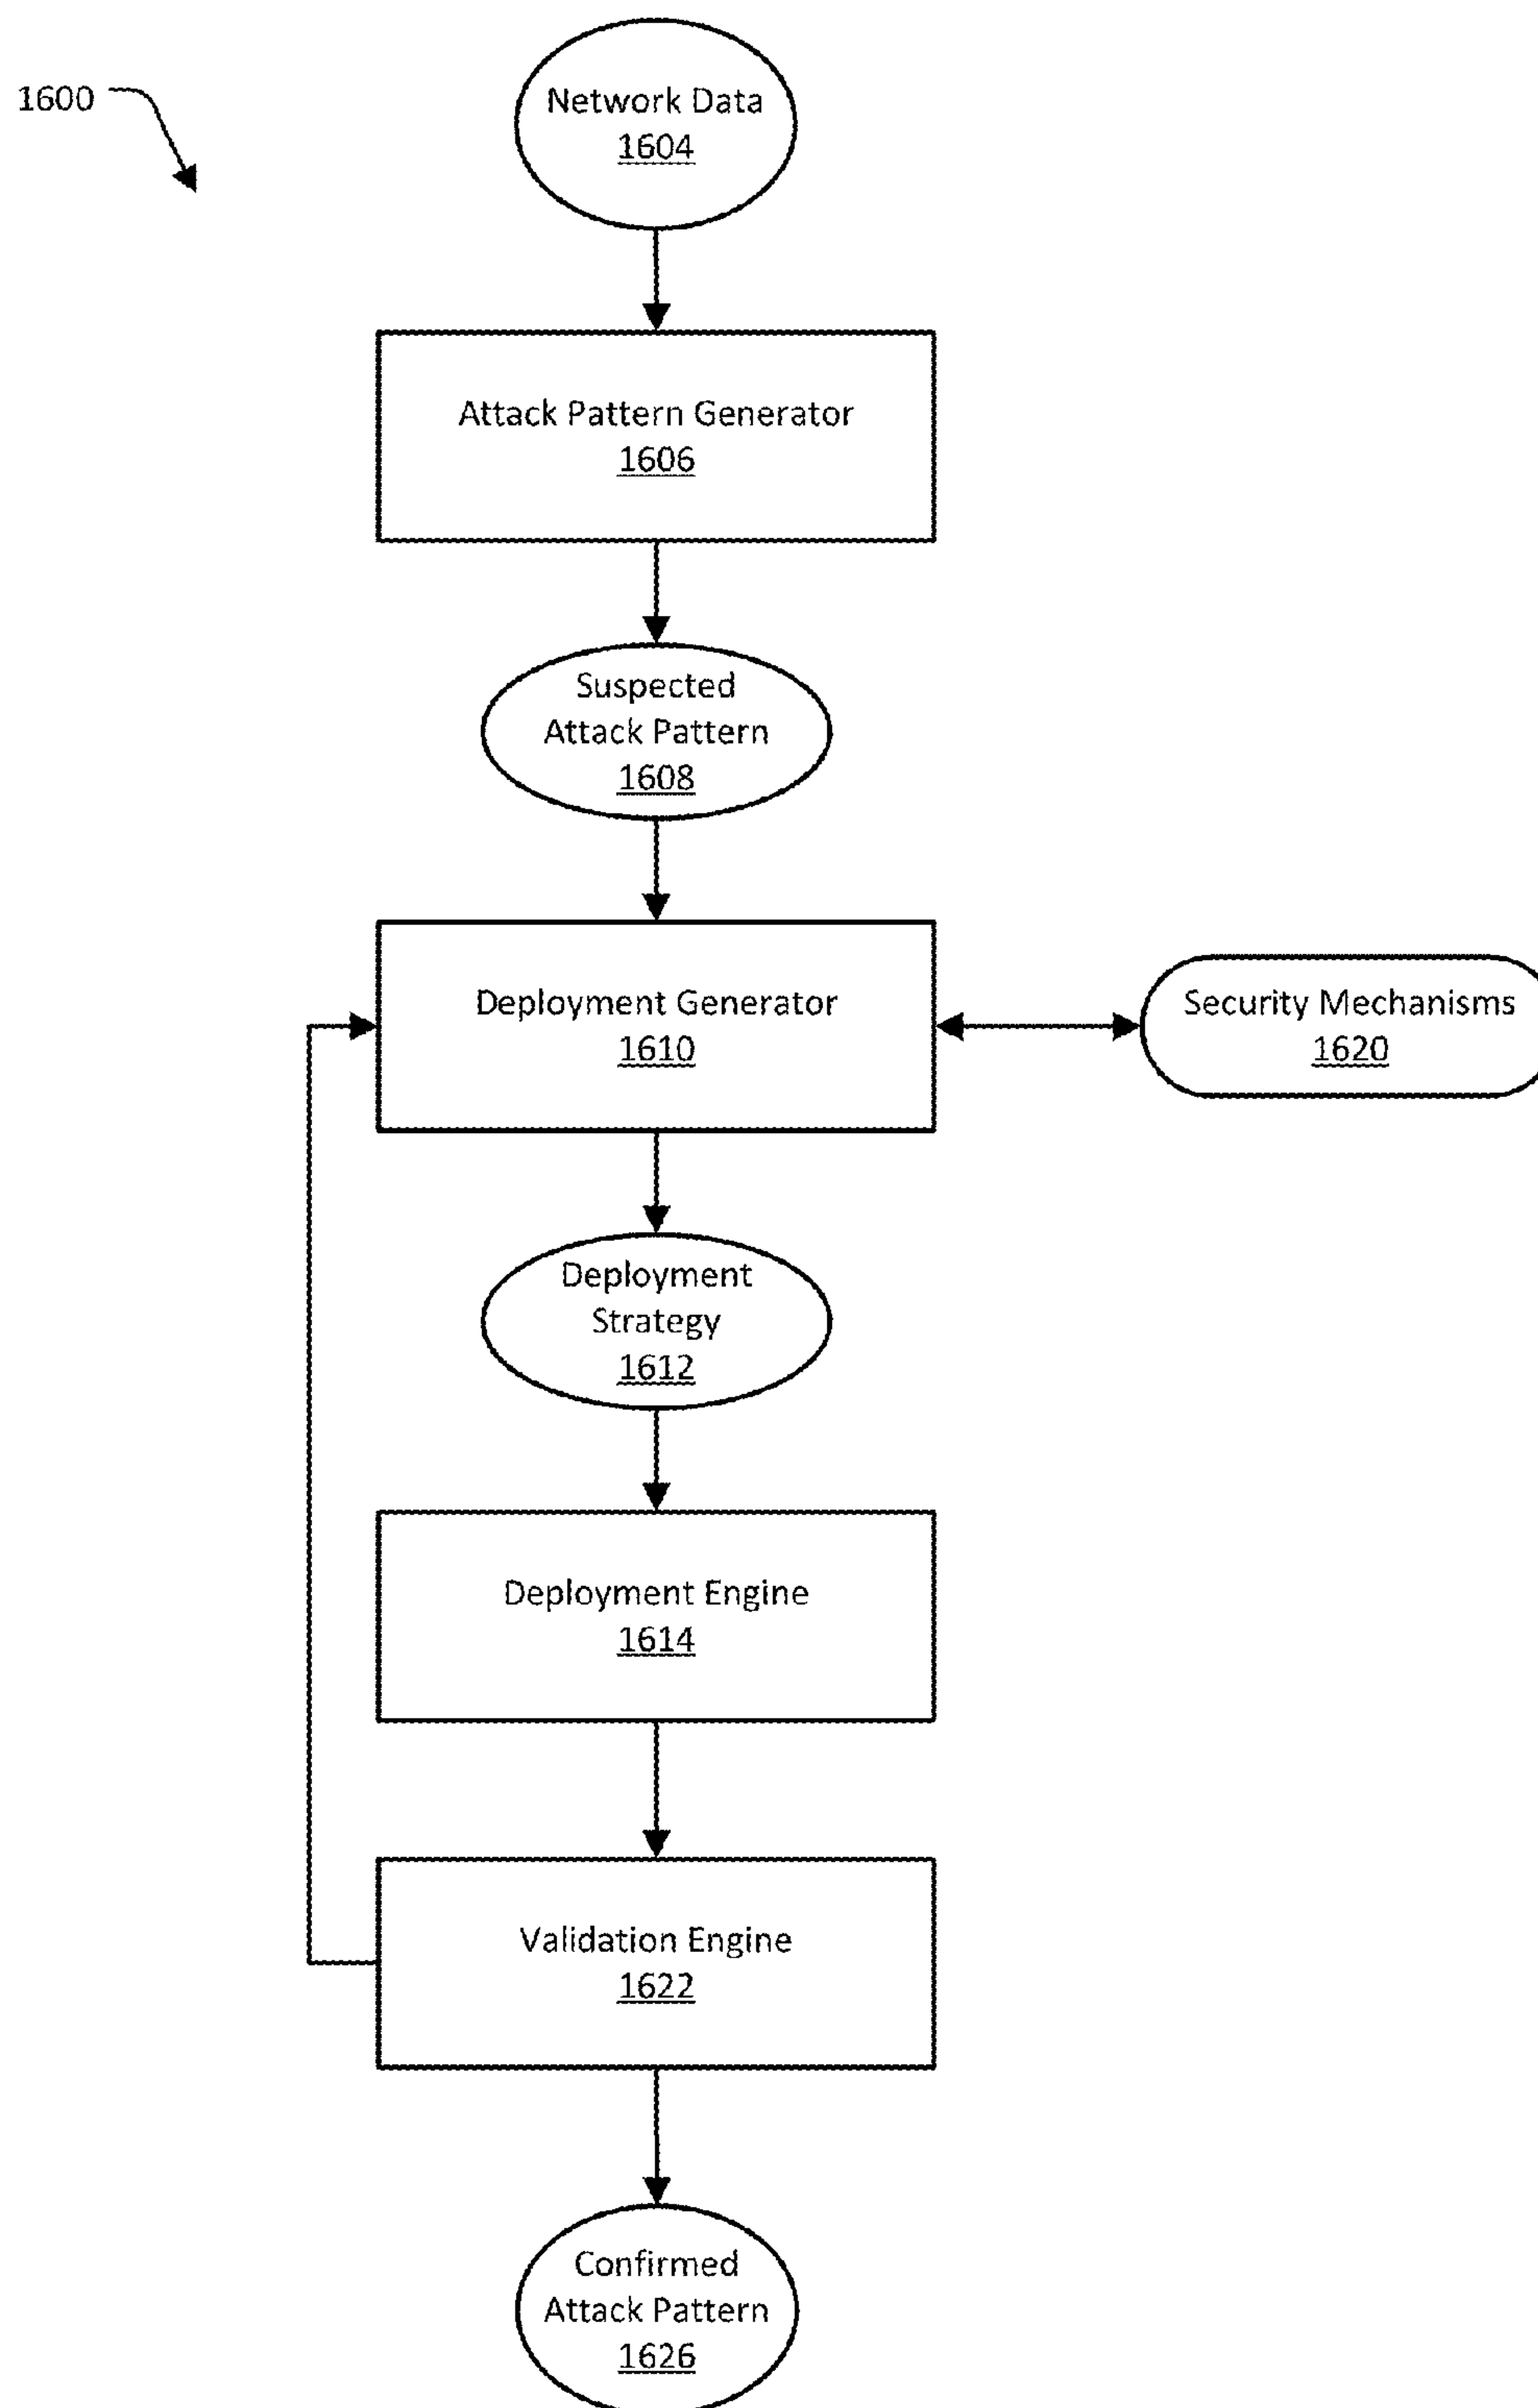 1600
Network Data
1604
Attack Pattern Generator
1606
Suspected
Attack Pattern
1608
Deployment Generator
1610
Security Mechanisms
1620
Deployment
Strategy
1612
Deployment Engine
1614
Validation Engine
1622
Confirmed
Attack Pattern
1626